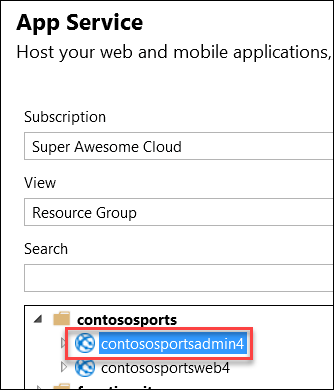 App Service
Host your web and mobile applications,
Subscription
Super Awesome Cloud
View
Resource Group
Search
contososports
contososportsadmin4
contososportsweb4